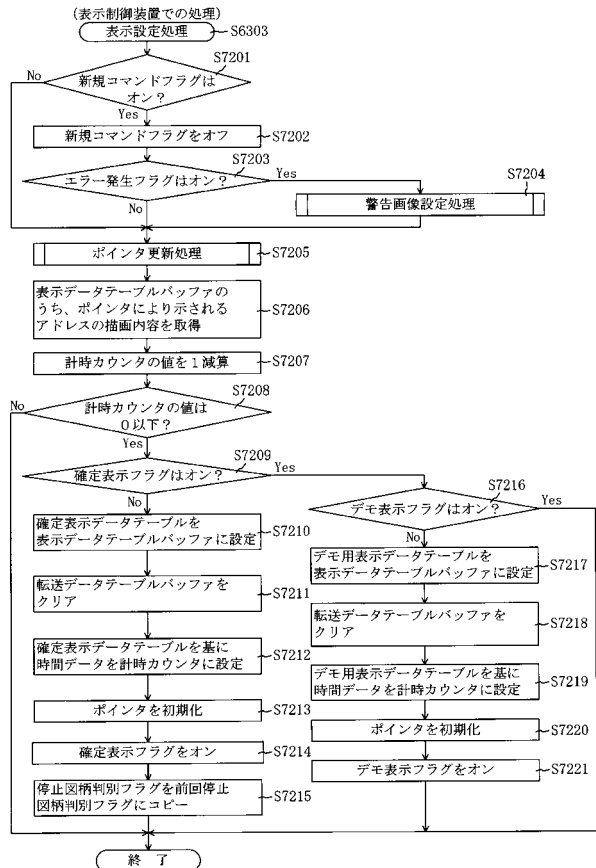 (表示制御装置での処理)
表示設定処理
S6303
S7201
新規コマンドフラグは
オン?
No
Yes
新規コマンドフラグをオフ
S7202
S7203
エラー発生フラグはオン?
Yes
No
S7204
警告画像設定処理
ポインタ更新処理
S7205
表示データテーブルバッファの
うち、ポインタにより示される
アドレスの描画内容を取得
S7206
計時カウンタの値を1減算
S7207
S7208
計時カウンタの値は
0以下?
No
Yes
S7209
確定表示フラグはオン?
Yes
No
確定表示データテーブルを
表示データテーブルバッファに設定
S7210
転送データテーブルバッファを
クリア
S7211
確定表示データテーブルを基に
時間データを計時カウンタに設定
S7212
ポインタを初期化
S7213
確定表示フラグをオン
S7214
停止図柄判別フラグを前回停止
図柄判別フラグにコピー
S7215
S7216
デモ表示フラグはオン?
Yes
No
デモ用表示データテーブルを
表示データテーブルバッファに設定
S7217
転送データテーブルバッファを
クリア
S7218
デモ用表示データテーブルを基に
時間データを計時カウンタに設定
S7219
ポインタを初期化
S7220
デモ表示フラグをオン
S7221
終了